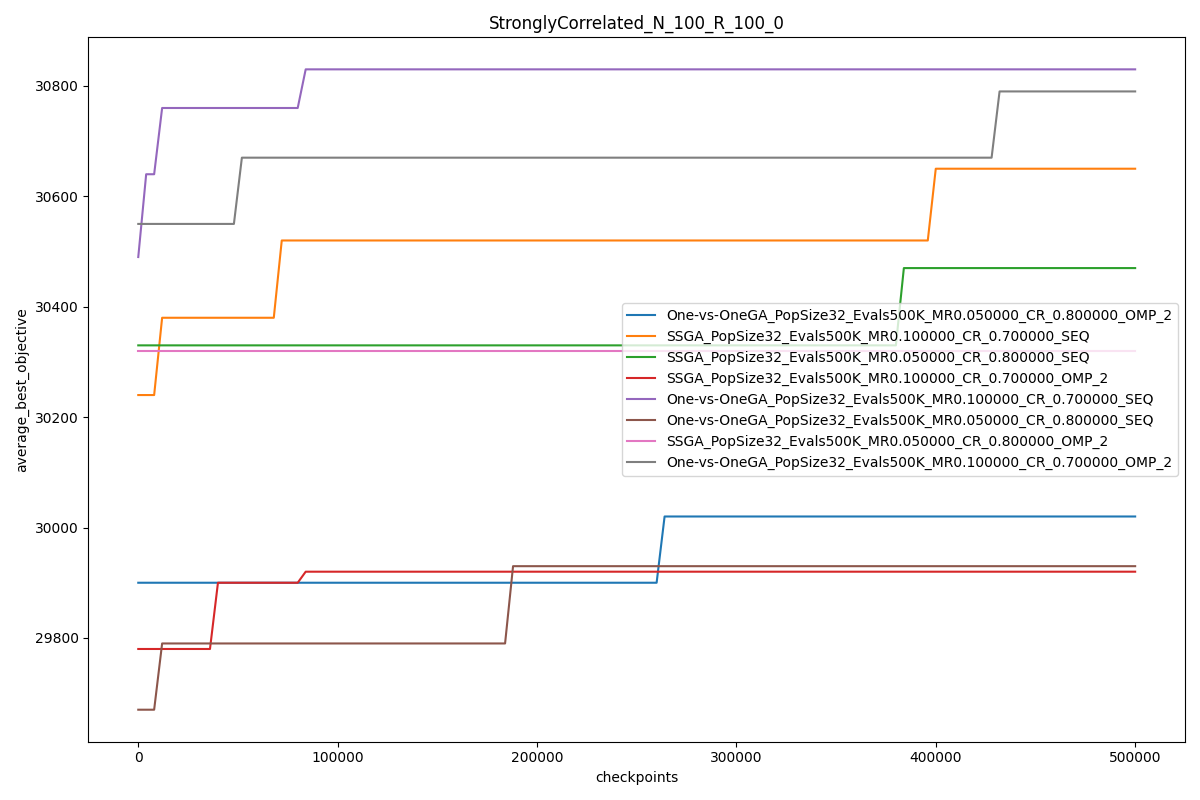 StronglyCorrelated_N_100_R_100_0
average_best_objective
30800
30600
30400
30200
30000
29800
One-vs-OneGA_PopSize32_Evals500K_MR0.050000_CR_0.800000_OMP_2
SSGA_PopSize32_Evals500K_MR0.100000_CR_0.700000_SEQ
SSGA_PopSize32_Evals500K_MR0.050000_CR_0.800000_SEQ
SSGA_PopSize32_Evals500K_MR0.100000_CR_0.700000_OMP_2
One-vs-OneGA_PopSize32_Evals500K_MR0.100000_CR_0.700000_SEQ
One-vs-OneGA_PopSize32_Evals500K_MR0.050000_CR_0.800000_SEQ
SSGA_PopSize32_Evals500K_MR0.050000_CR_0.800000_OMP_2
One-vs-OneGA_PopSize32_Evals500K_MR0.100000_CR_0.700000_OMP_2
0 100000 200000 300000 400000 500000
checkpoints